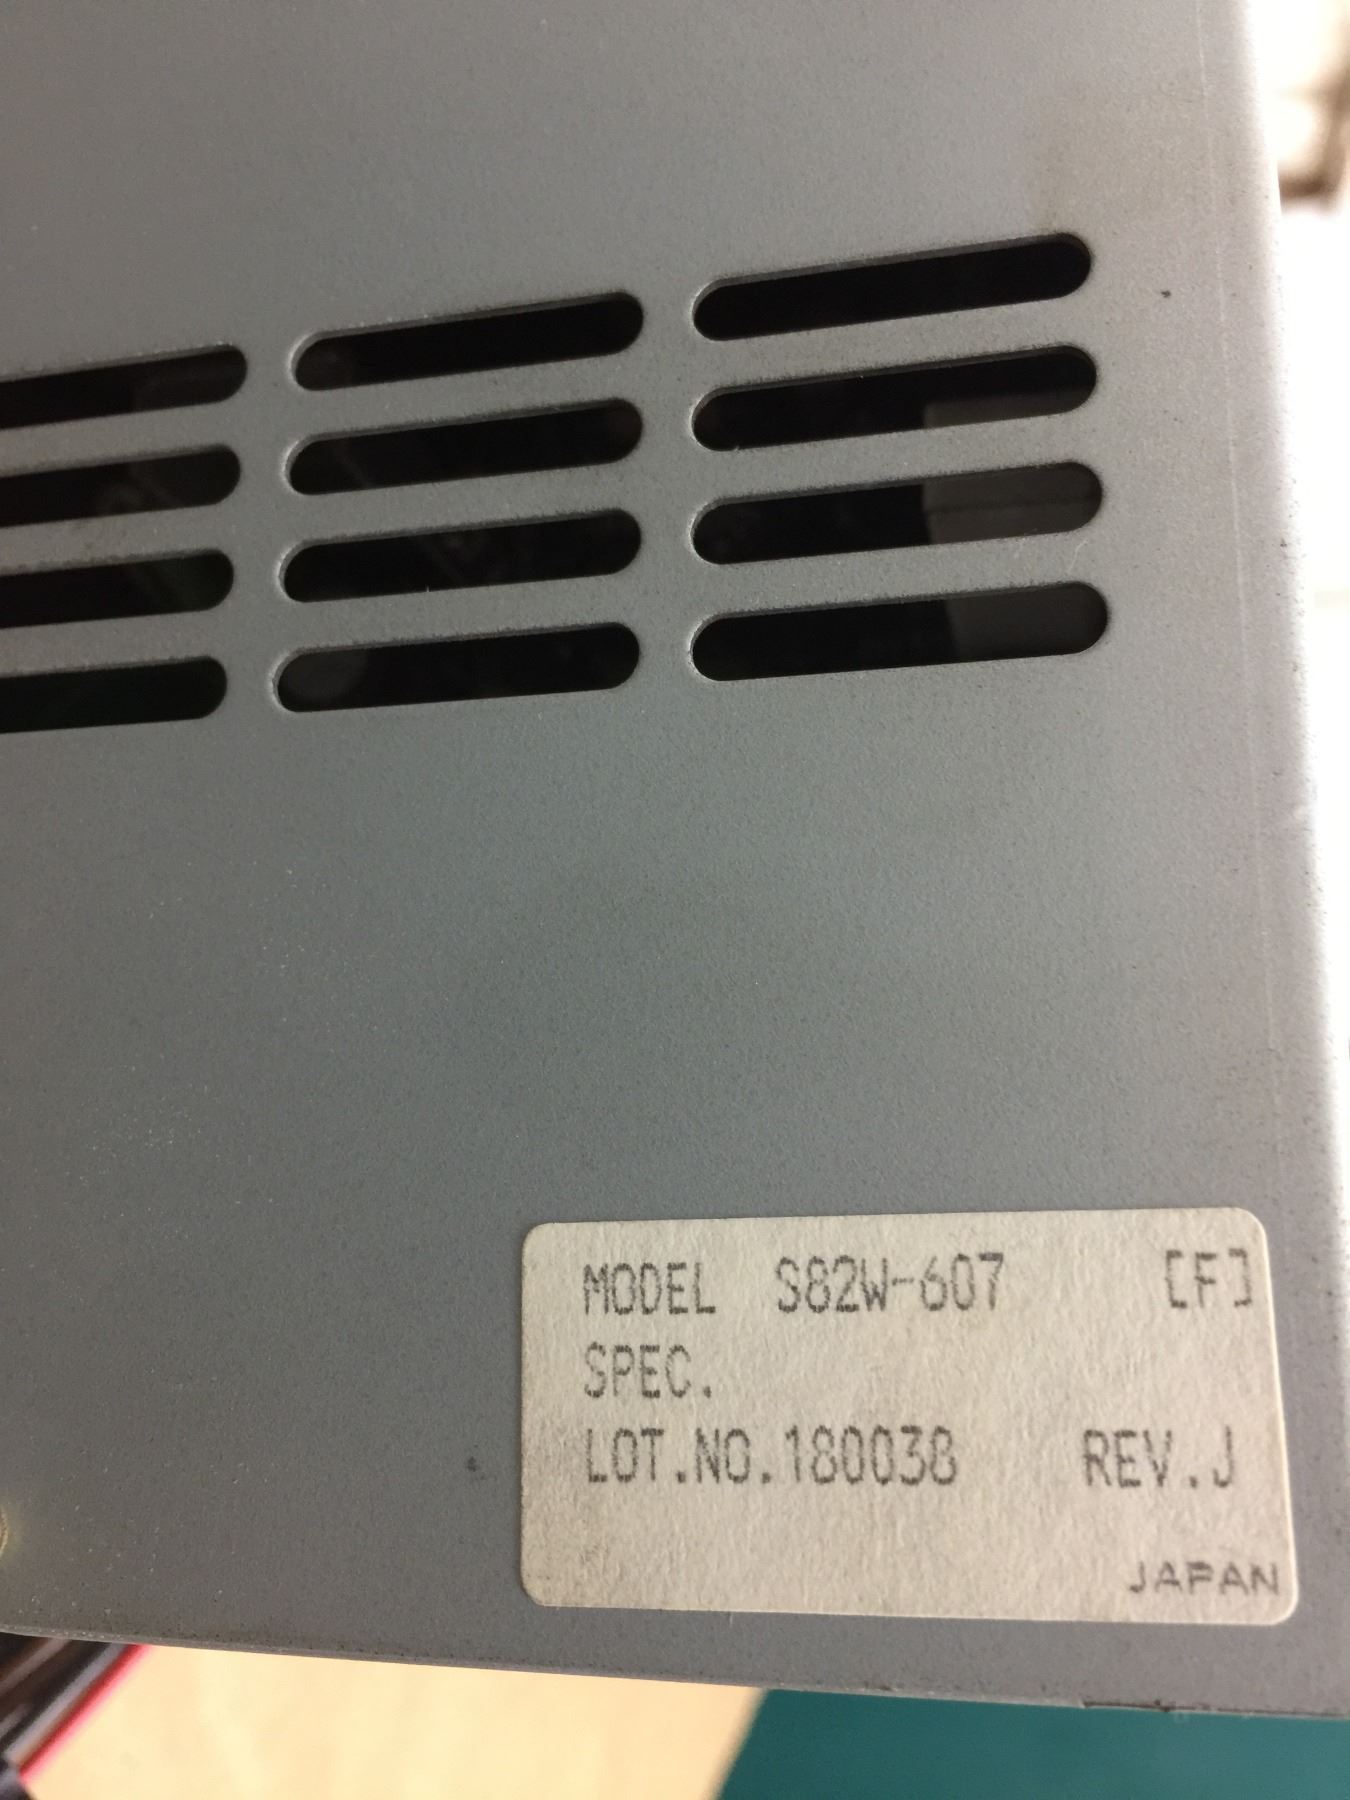 MODEL S82W-607 [F]
SPEC.
LOT.NO.180038 REV.J
JAPAN